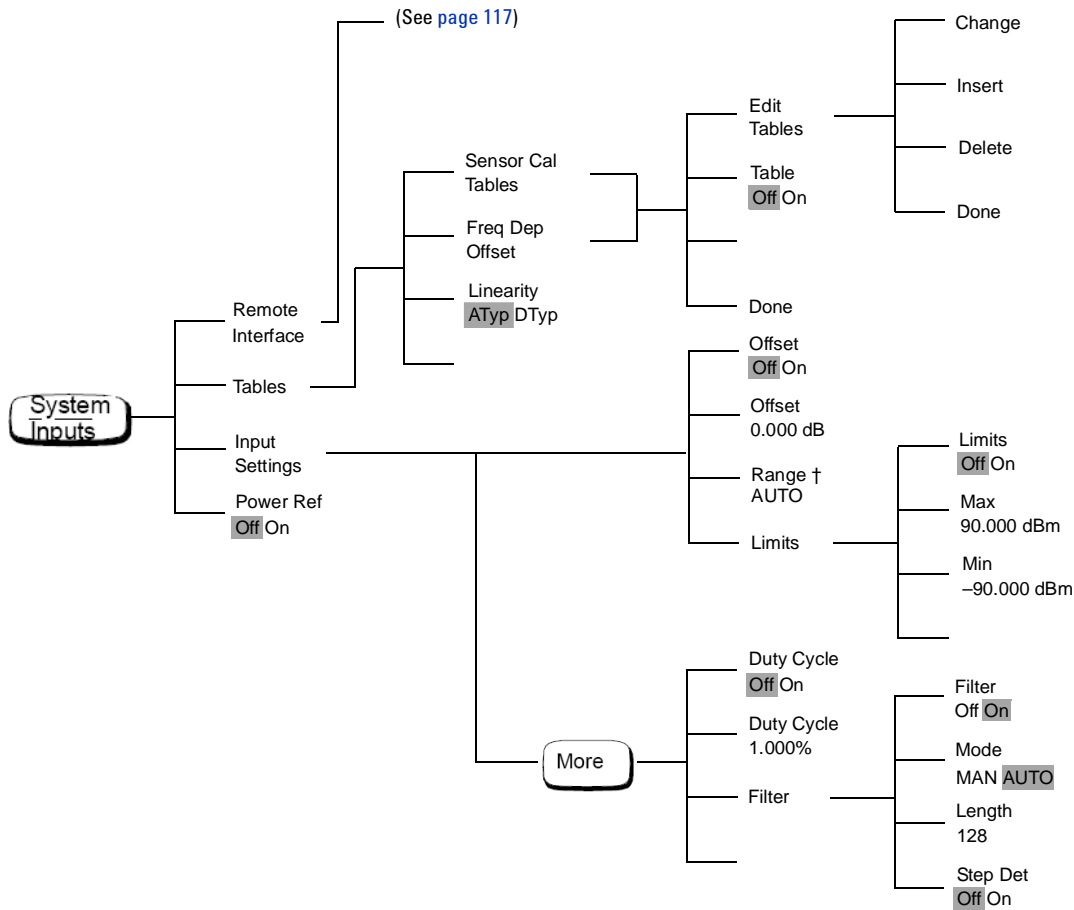 (See page 117)
System
Inputs
Remote
Interface
Tables
Input
Settings
Power Ref
Off On
Sensor Cal
Tables
Freq Dep
Offset
Linearity
ATyp DTyp
Edit
Tables
Table
Off On
Done
Change
Insert
Delete
Done
Offset
Off On
Offset
0.000 dB
Range †
AUTO
Limits
Limits
Off On
Max
90.000 dBm
Min
–90.000 dBm
More
Duty Cycle
Off On
Duty Cycle
1.000%
Filter
Filter
Off On
Mode
MAN AUTO
Length
128
Step Det
Off On